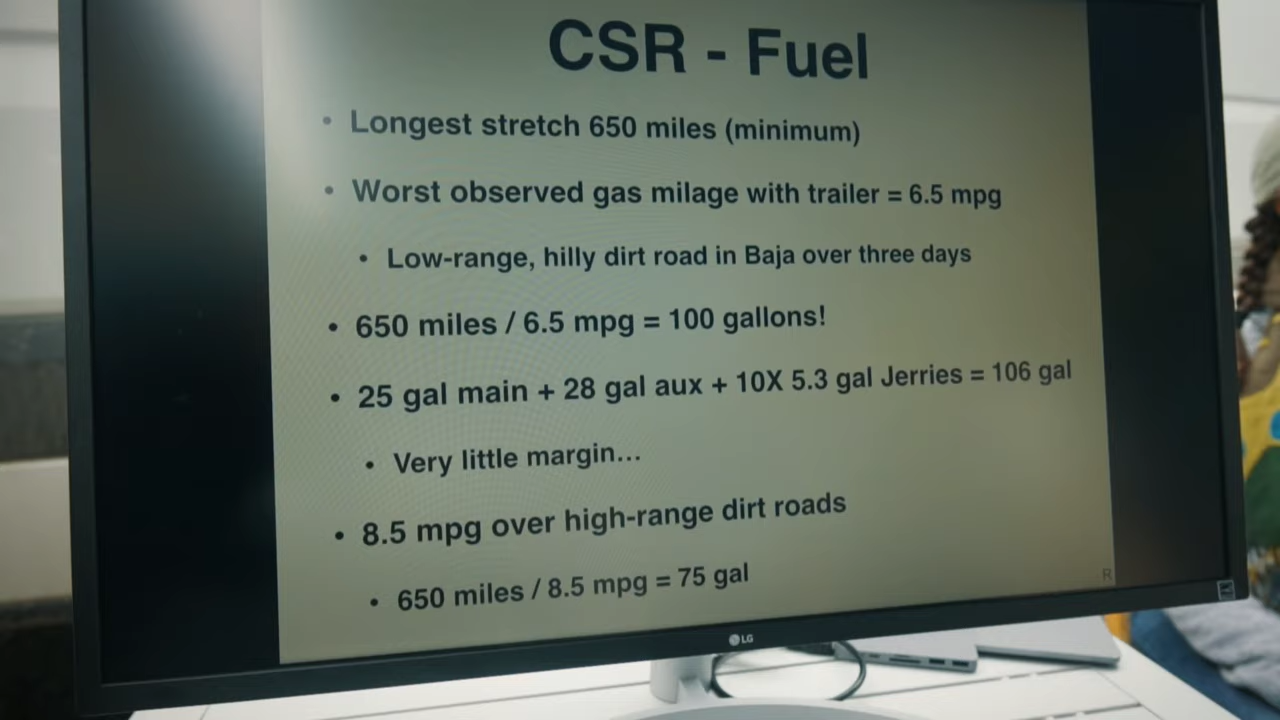 CSR - Fuel
• Longest stretch 650 miles (minimum)
• Worst observed gas milage with trailer = 6.5 mpg
• Low-range, hilly dirt road in Baja over three days
• 650 miles / 6.5 mpg = 100 gallons!
• 25 gal main + 28 gal aux + 10X 5.3 gal Jerries = 106 gal
• Very little margin...
• 8.5 mpg over high-range dirt roads
• 650 miles / 8.5 mpg = 75 gal
R
LG